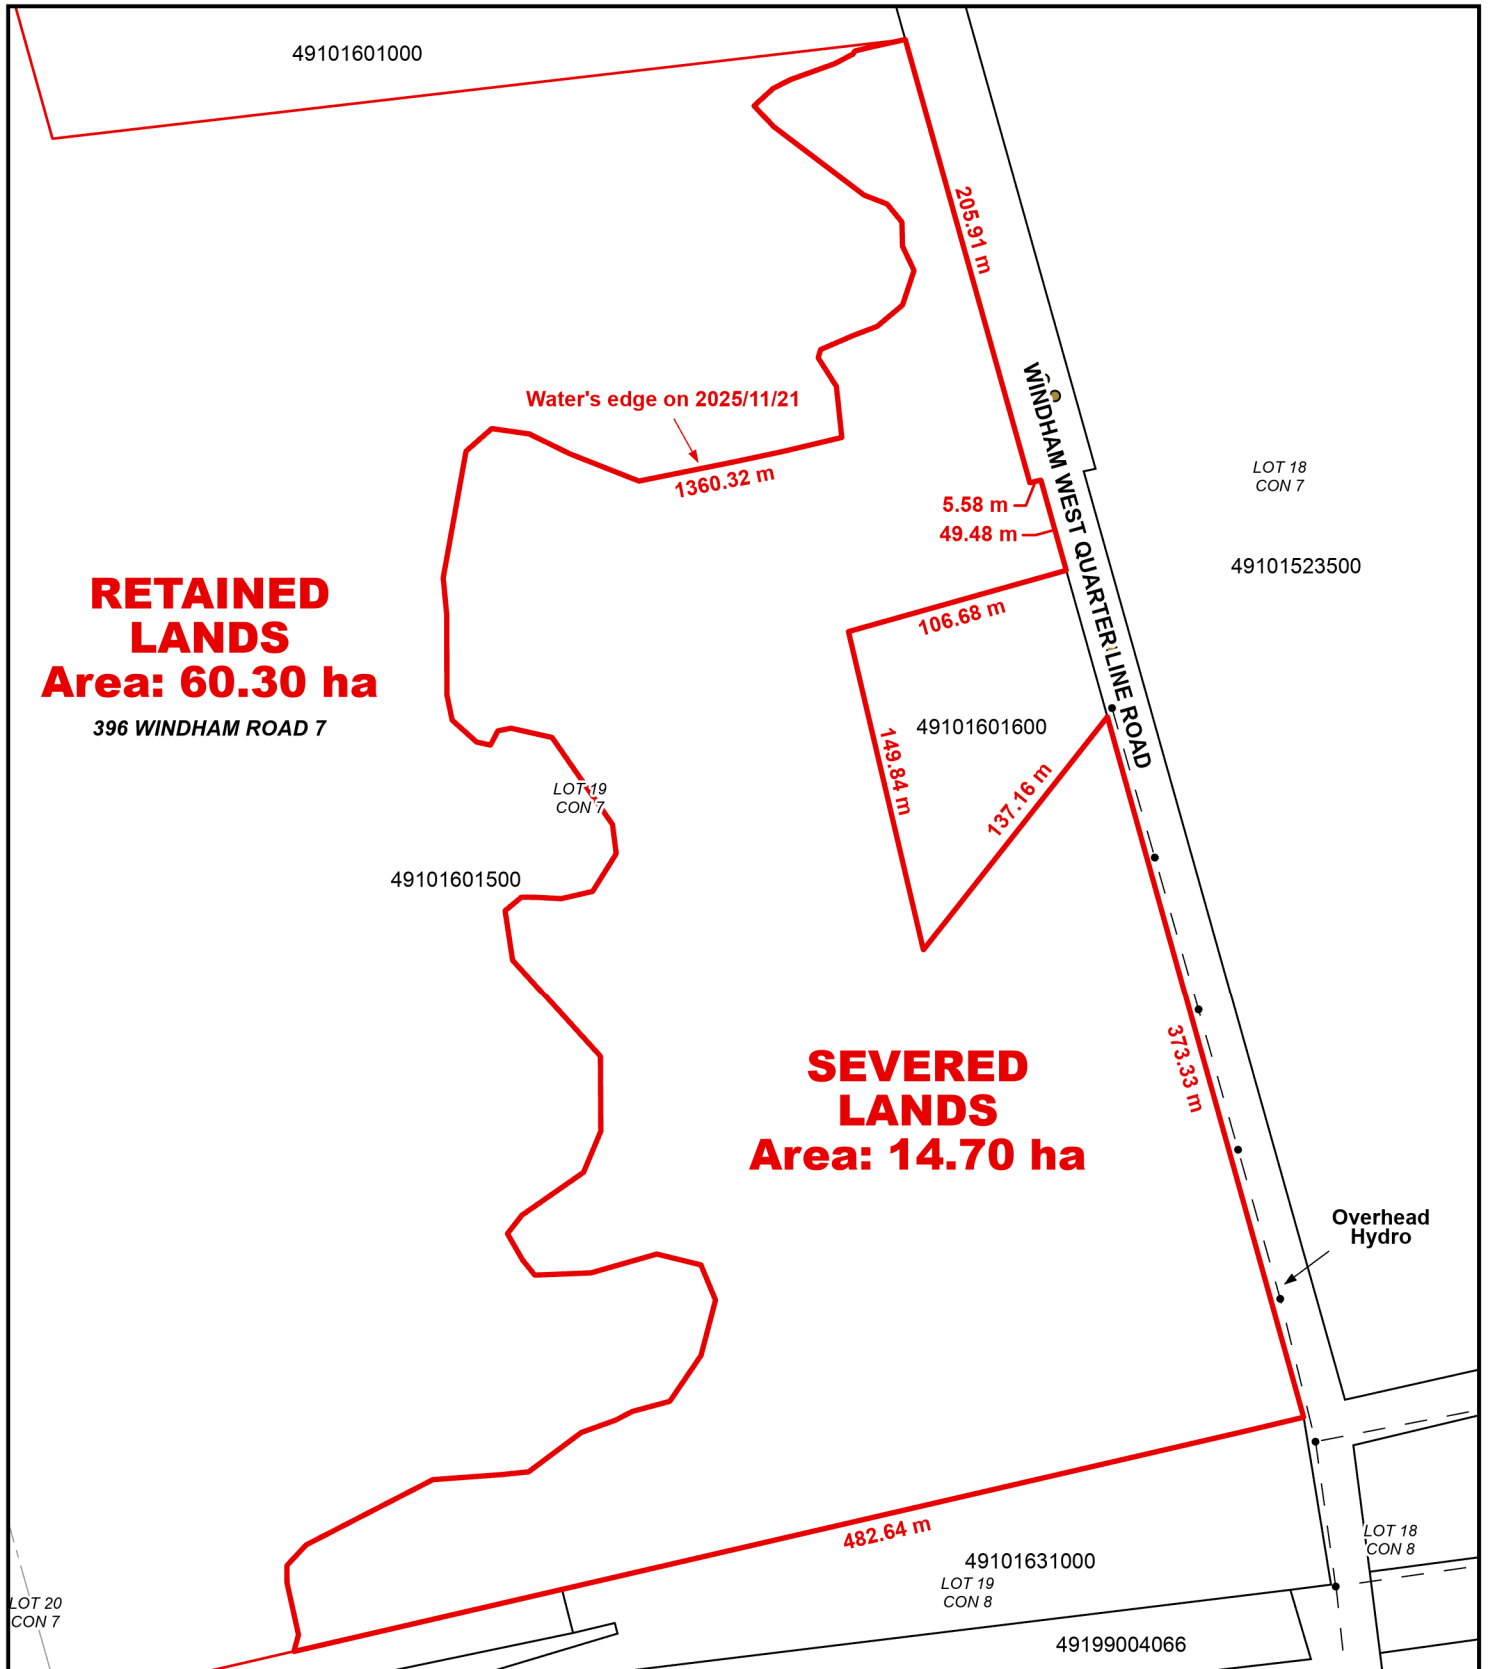 49101601000
205.91 m
Water's edge on 2025/11/21
1360.32 m
WINDHAM WEST QUARTER LINE ROAD
5.58 m
49.48 m
LOT 18
CON 7
49101523500
RETAINED
LANDS
Area: 60.30 ha
396 WINDHAM ROAD 7
106.68 m
49101601600
149.84 m
137.16 m
LOT 19
CON 7
49101601500
SEVERED
LANDS
Area: 14.70 ha
373.33 m
Overhead
Hydro
482.64 m
49101631000
LOT 19
CON 8
LOT 18
CON 8
LOT 20
CON 7
49199004066